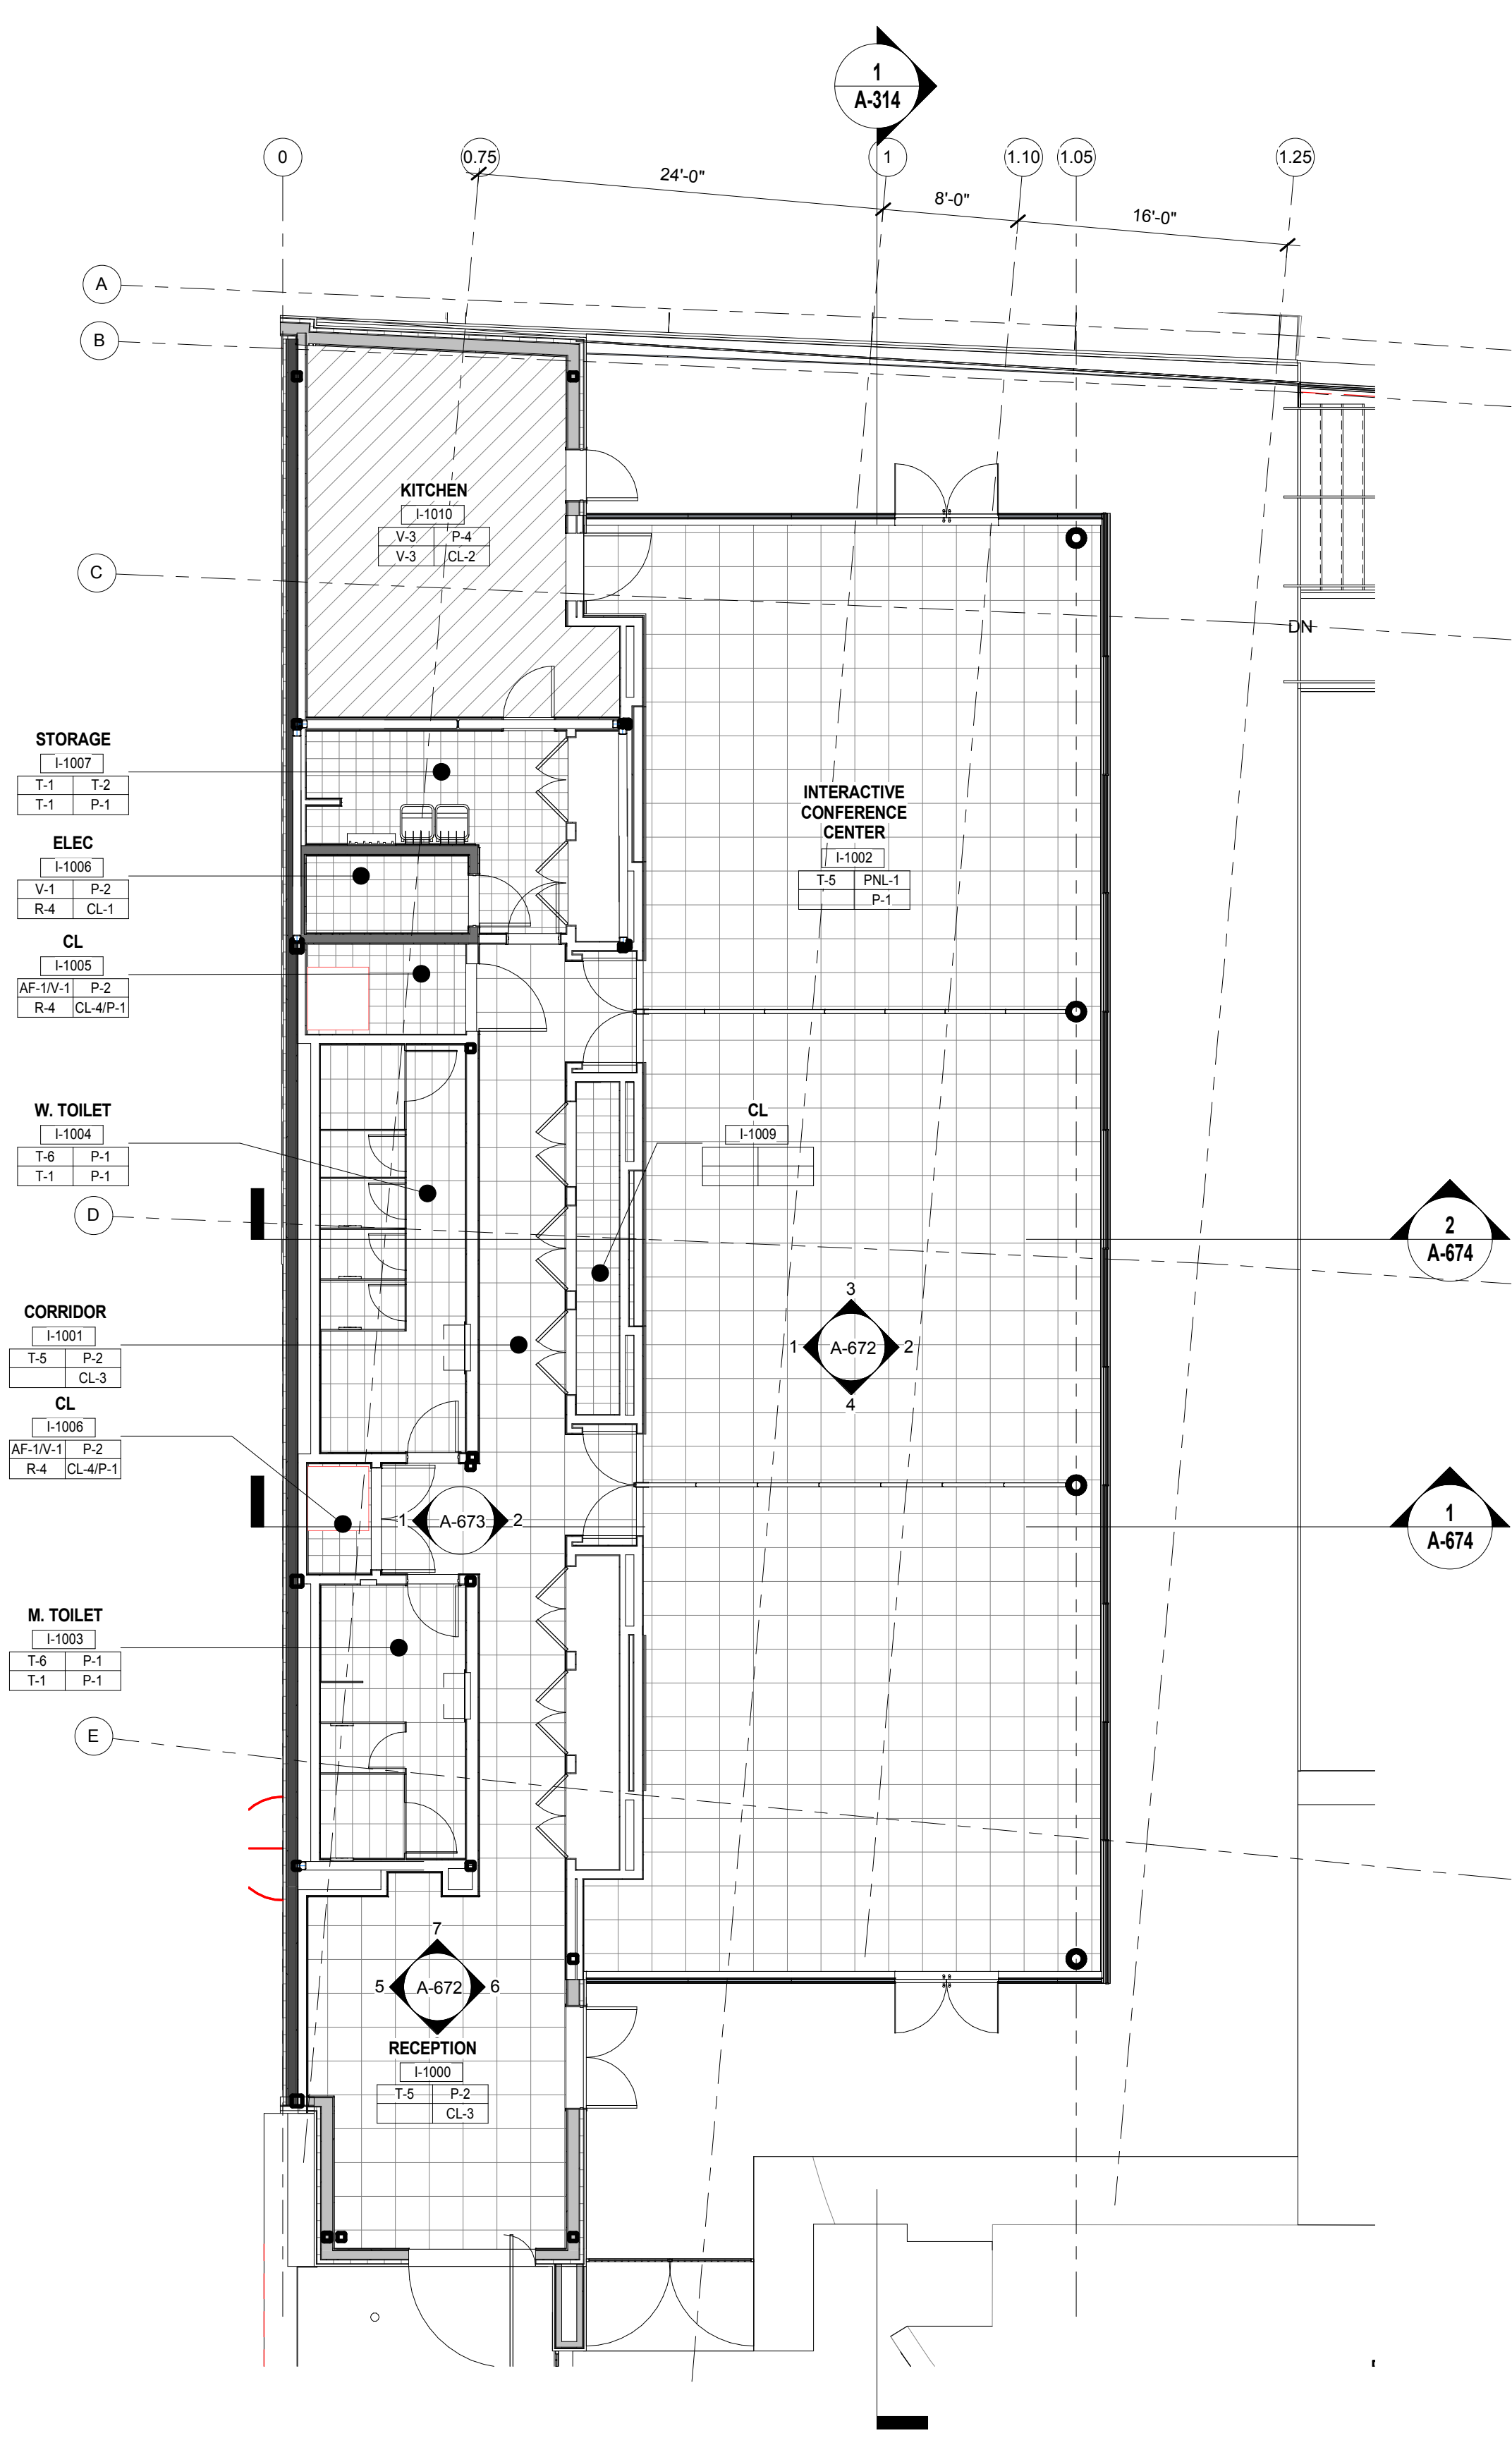 1
A-314
0
0.75
1
1.10
1.05
1.25
24'-0"
8'-0"
16'-0"
A
B
C
KITCHEN
I-1010
V-3 P-4
V-3 CL-2
DN
STORAGE
I-1007
T-1 T-2
T-1 P-1
INTERACTIVE
CONFERENCE
CENTER
I-1002
T-5 PNL-1
P-1
ELEC
I-1006
V-1 P-2
R-4 CL-1
CL
I-1005
AF-1/V-1 P-2
R-4 CL-4/P-1
W. TOILET
I-1004
T-6 P-1
T-1 P-1
CL
I-1009
D
2
A-674
CORRIDOR
I-1001
T-5 P-2
CL-3
3
1 A-672 2
4
CL
I-1006
AF-1/V-1 P-2
R-4 CL-4/P-1
1 A-673 2
1
A-674
M. TOILET
I-1003
T-6 P-1
T-1 P-1
E
7
5 A-672 6
RECEPTION
I-1000
T-5 P-2
CL-3